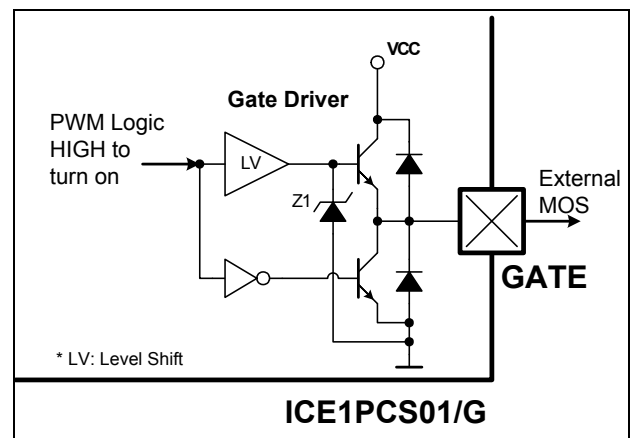 VCC
Gate Driver
PWM Logic
HIGH to
turn on
LV
Z1
External
MOS
GATE
* LV: Level Shift
ICE1PCS01/G